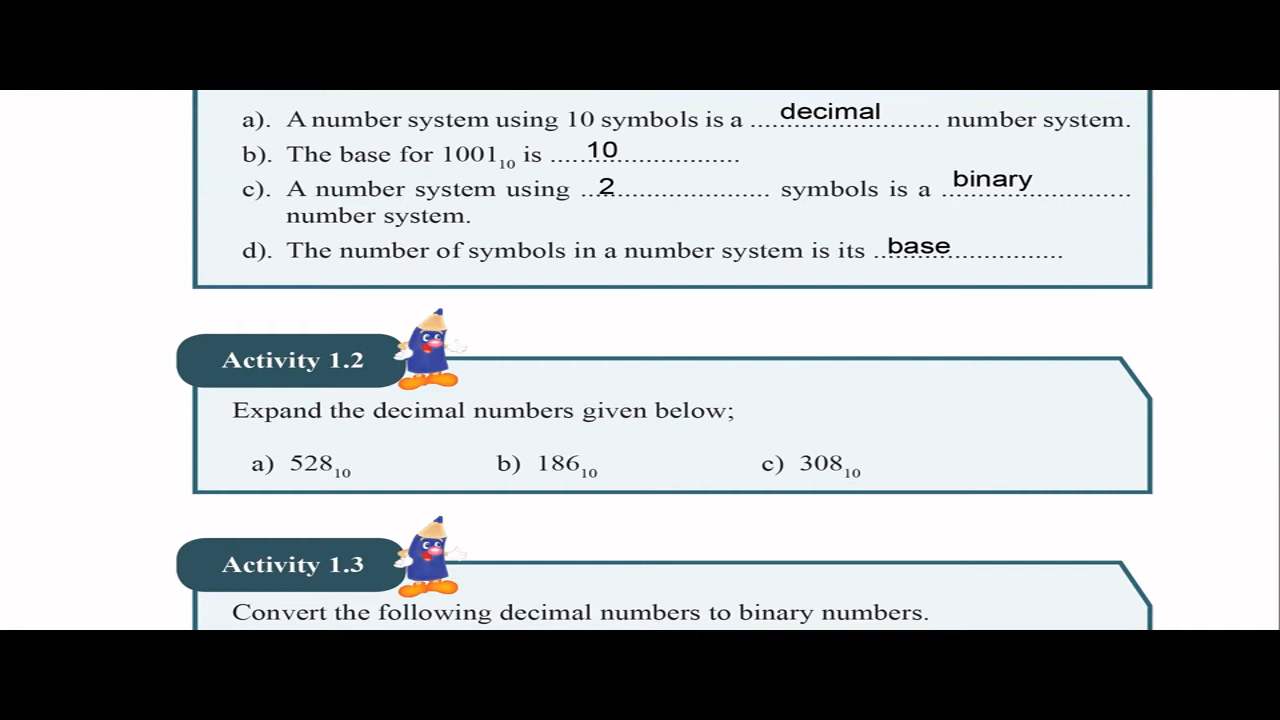 a). A number system using 10 symbols is a ......decimal.......... number system.
b). The base for 1001₁₀ is .....10....................
c). A number system using ...2..................... symbols is a ..binary..................
number system.
d). The number of symbols in a number system is its ..base....................
Activity 1.2
Expand the decimal numbers given below;
a) 528₁₀ b) 186₁₀ c) 308₁₀
Activity 1.3
Convert the following decimal numbers to binary numbers.